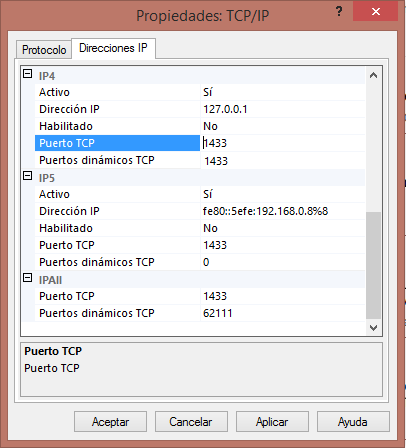 Propiedades: TCP/IP
?
Protocolo
Direcciones IP
IP4
Activo Sí
Dirección IP 127.0.0.1
Habilitado No
Puerto TCP 1433
Puertos dinámicos TCP 1433
IP5
Activo Sí
Dirección IP fe80::5efe:192.168.0.8%8
Habilitado No
Puerto TCP 1433
Puertos dinámicos TCP 0
IPAII
Puerto TCP 1433
Puertos dinámicos TCP 62111
Puerto TCP
Puerto TCP
Aceptar Cancelar Aplicar Ayuda